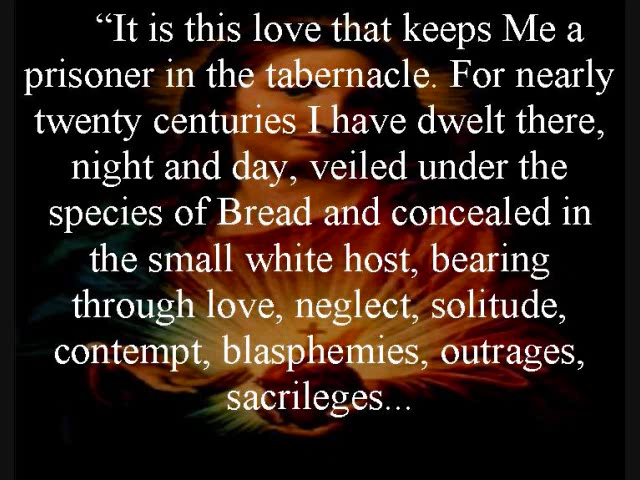 “It is this love that keeps Me a
prisoner in the tabernacle. For nearly
twenty centuries I have dwelt there,
night and day, veiled under the
species of Bread and concealed in
the small white host, bearing
through love, neglect, solitude,
contempt, blasphemies, outrages,
sacrileges...